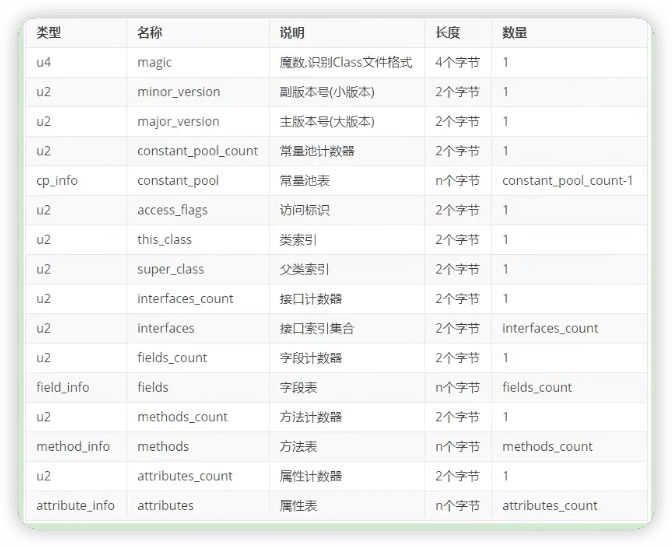 类型 名称 说明 长度 数量
u4 magic 魔数,识别Class文件格式 4个字节 1
u2 minor_version 副版本号(小版本) 2个字节 1
u2 major_version 主版本号(大版本) 2个字节 1
u2 constant_pool_count 常量池计数器 2个字节 1
cp_info constant_pool 常量池表 n个字节 constant_pool_count-1
u2 access_flags 访问标识 2个字节 1
u2 this_class 类索引 2个字节 1
u2 super_class 父类索引 2个字节 1
u2 interfaces_count 接口计数器 2个字节 1
u2 interfaces 接口索引集合 2个字节 interfaces_count
u2 fields_count 字段计数器 2个字节 1
field_info fields 字段表 n个字节 fields_count
u2 methods_count 方法计数器 2个字节 1
method_info methods 方法表 n个字节 methods_count
u2 attributes_count 属性计数器 2个字节 1
attribute_info attributes 属性表 n个字节 attributes_count